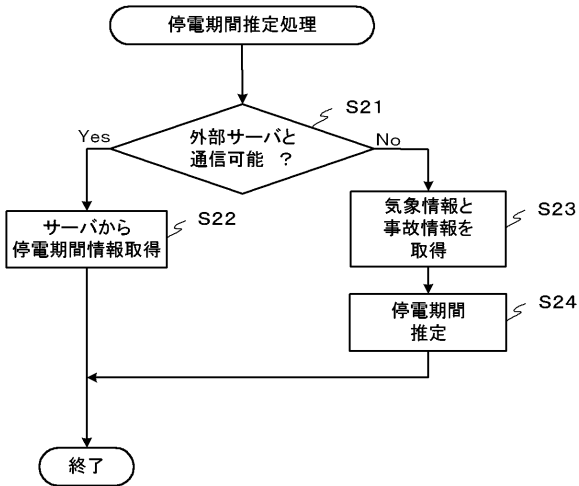 停電期間推定処理
S21
外部サーバと
通信可能 ?
Yes
No
サーバから
停電期間情報取得
S22
気象情報と
事故情報を
取得
S23
停電期間
推定
S24
終了